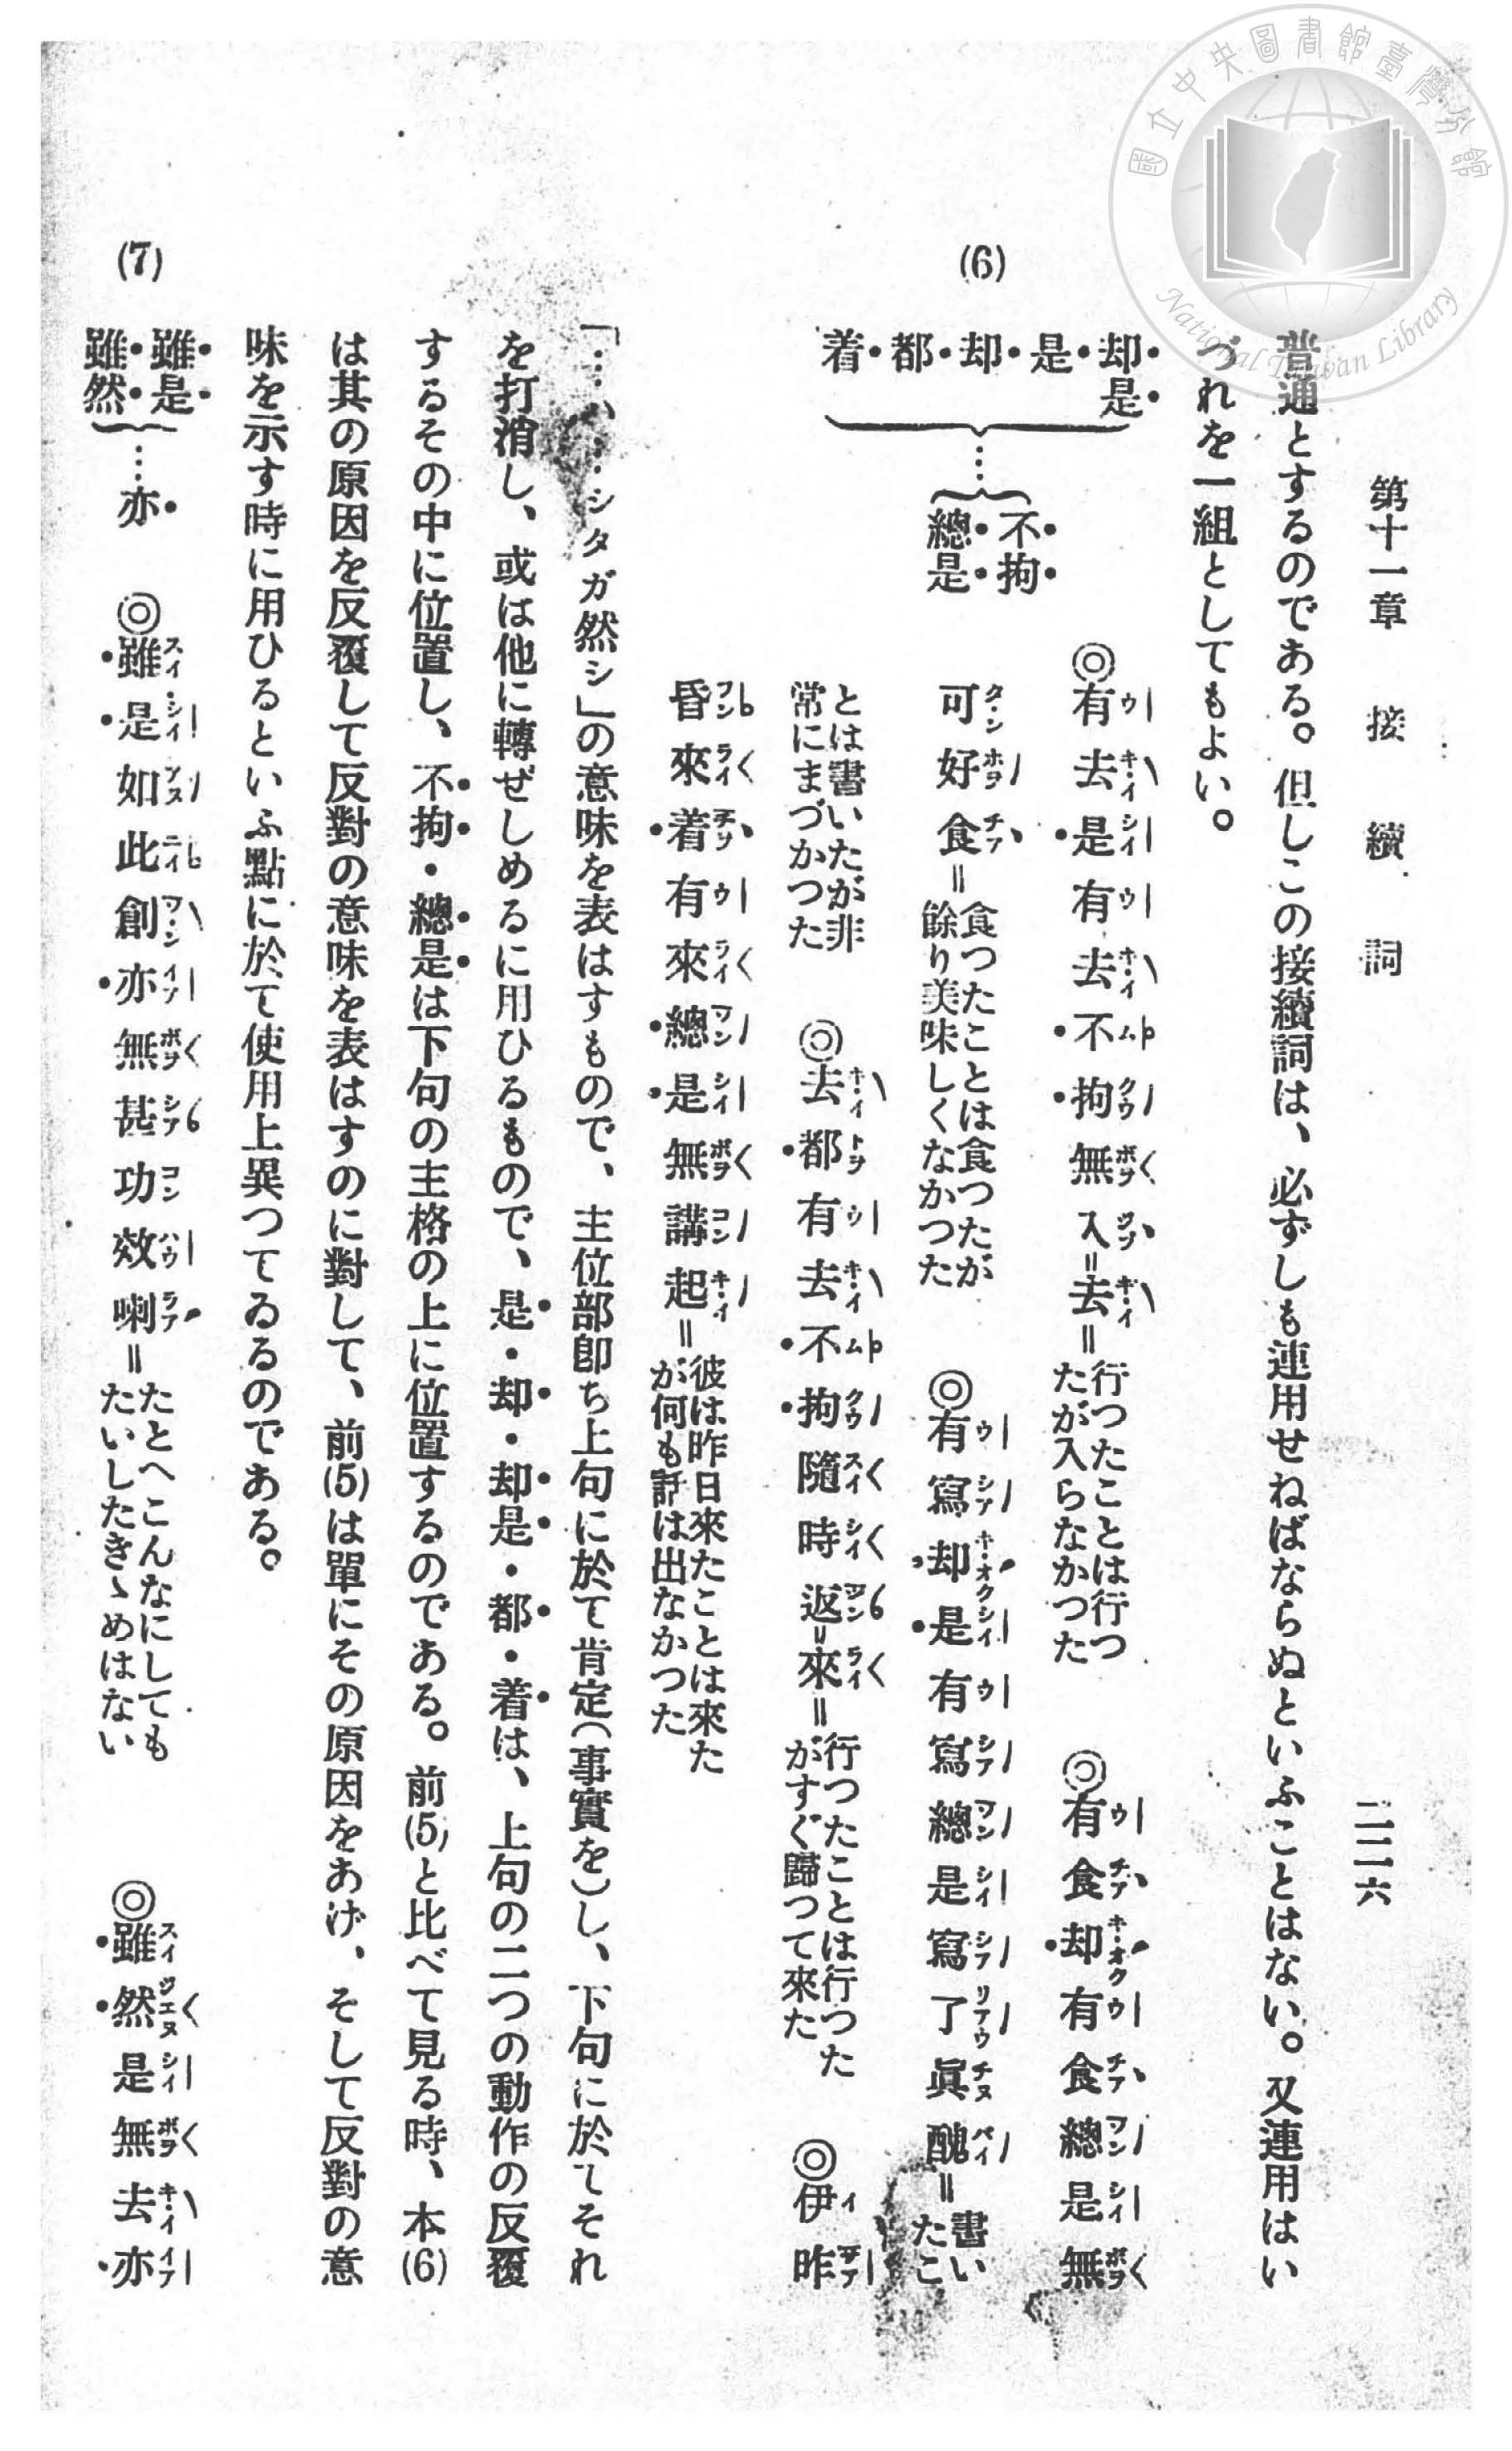 第十一章 接續詞 二二六
普通とするのである。但しこの接續詞は、必ずしも連用せねばならぬといふことはない。又連用はい
づれを一組としてもよい。
(6) 却是・是・却・都・着 …… 不拘 總是
◎有去是有去不拘無入=去=行つたことは行つたが入らなかつた ◎有食却有食總是無
可好食=食つたことは食つたが餘り美味しくなかつた ◎有寫却是有寫總是寫了眞醜=書いたこ
とは書いたが非常にまづかつた ◎去都有去不拘隨時返=來=行つたことは行つたがすぐ歸つて來た ◎伊昨
昏來着有來總是無講起=彼は昨日來たことは來たが何も話は出なかつた
「……ハ……シタガ然シ」の意味を表はすもので、主位部卽ち上句に於て肯定(事實を)し、下句に於てそれ
を打消し、或は他に轉ぜしめるに用ひるもので、是・却・却是・都・着は、上句の二つの動作の反覆
するその中に位置し、不拘・總是は下句の主格の上に位置するのである。前(5)と比べて見る時、本(6)
は其の原因を反覆して反對の意味を表はすのに對して、前(5)は單にその原因をあげ、そして反對の意
味を示す時に用ひるといふ點に於て使用上異つてゐるのである。
(7) 雖是 雖然 ……亦 ◎雖是如此創亦無甚功效喇=たとへこんなにしてもたいしたきゝめはない ◎雖然是無去亦
國立中央圖書館臺灣分館
National Taiwan Library